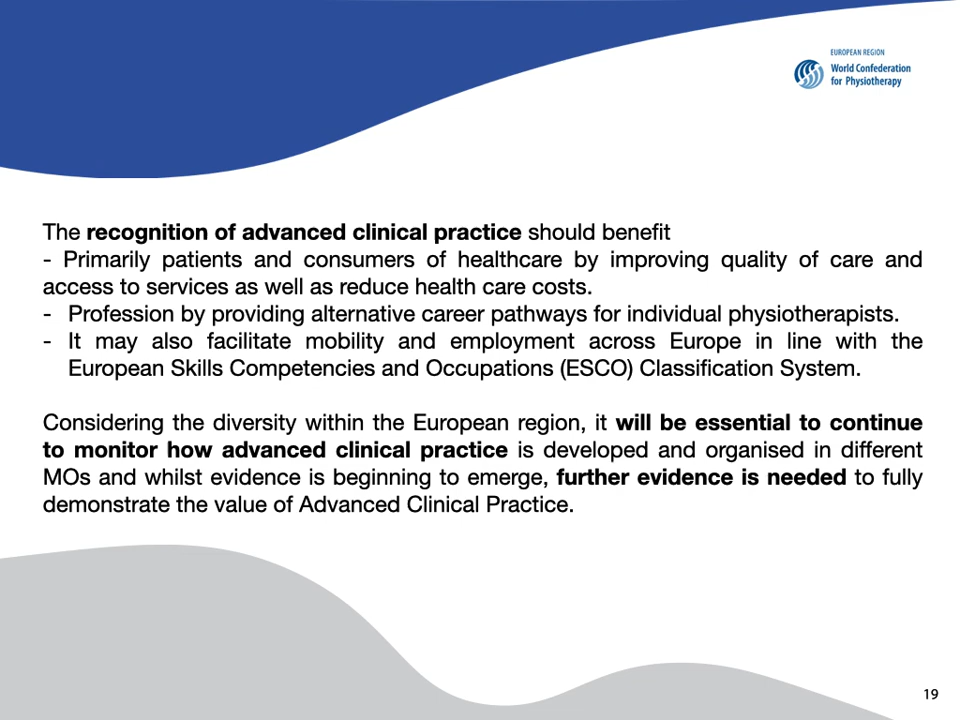 EUROPEAN REGION
World Confederation
for Physiotherapy
The recognition of advanced clinical practice should benefit
- Primarily patients and consumers of healthcare by improving quality of care and
access to services as well as reduce health care costs.
- Profession by providing alternative career pathways for individual physiotherapists.
- It may also facilitate mobility and employment across Europe in line with the
European Skills Competencies and Occupations (ESCO) Classification System.
Considering the diversity within the European region, it will be essential to continue
to monitor how advanced clinical practice is developed and organised in different
MOs and whilst evidence is beginning to emerge, further evidence is needed to fully
demonstrate the value of Advanced Clinical Practice.
19